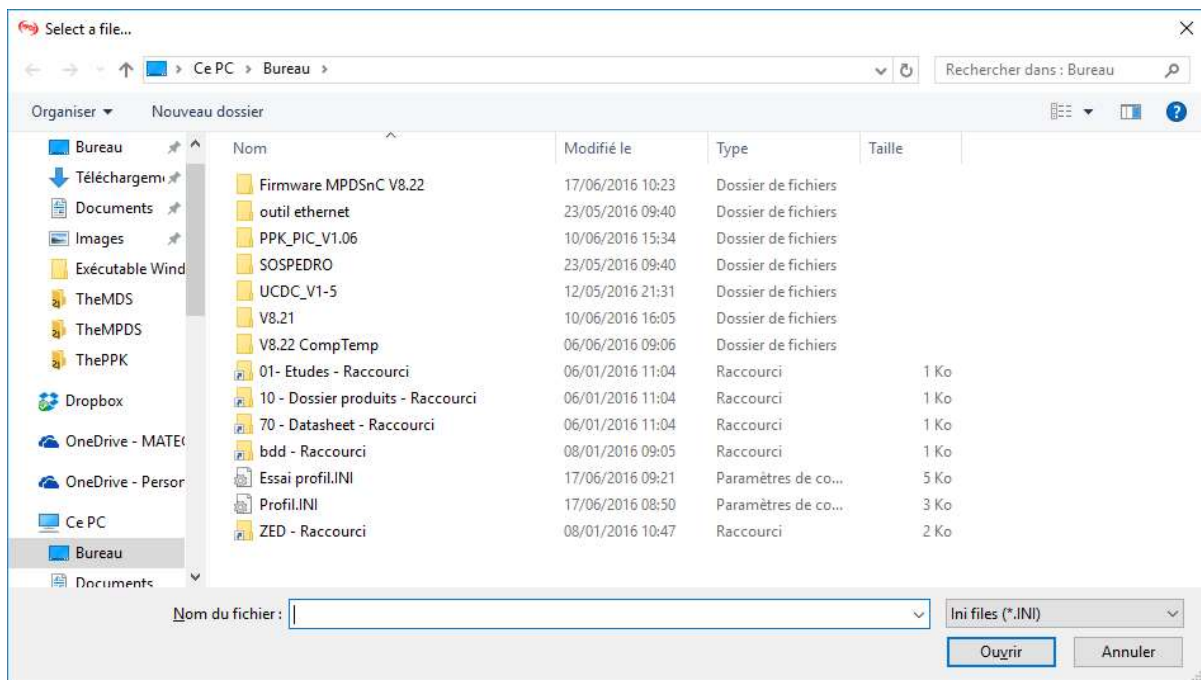 Select a file...
Ce PC > Bureau >
Rechercher dans : Bureau
Organiser Nouveau dossier
Nom Modifié le Type Taille
Bureau
Téléchargem
Documents
Images
Exécutable Wind
TheMDS
TheMPDS
ThePPK
Dropbox
OneDrive - MATE
OneDrive - Person
Ce PC
Bureau
Documents
Firmware MPDSnC V8.22 17/06/2016 10:23 Dossier de fichiers
outil ethernet 23/05/2016 09:40 Dossier de fichiers
PPK_PIC_V1.06 10/06/2016 15:34 Dossier de fichiers
SOSPEDRO 23/05/2016 09:40 Dossier de fichiers
UCDC_V1-5 12/05/2016 21:31 Dossier de fichiers
V8.21 10/06/2016 16:05 Dossier de fichiers
V8.22 CompTemp 06/06/2016 09:06 Dossier de fichiers
01- Etudes - Raccourci 06/01/2016 11:04 Raccourci 1 Ko
10 - Dossier produits - Raccourci 06/01/2016 11:04 Raccourci 1 Ko
70 - Datasheet - Raccourci 06/01/2016 11:04 Raccourci 1 Ko
bdd - Raccourci 08/01/2016 09:05 Raccourci 1 Ko
Essai profil.INI 17/06/2016 09:21 Paramètres de co... 5 Ko
Profil.INI 17/06/2016 08:50 Paramètres de co... 3 Ko
ZED - Raccourci 08/01/2016 10:47 Raccourci 2 Ko
Nom du fichier :
Ini files (*.INI)
Ouvrir Annuler